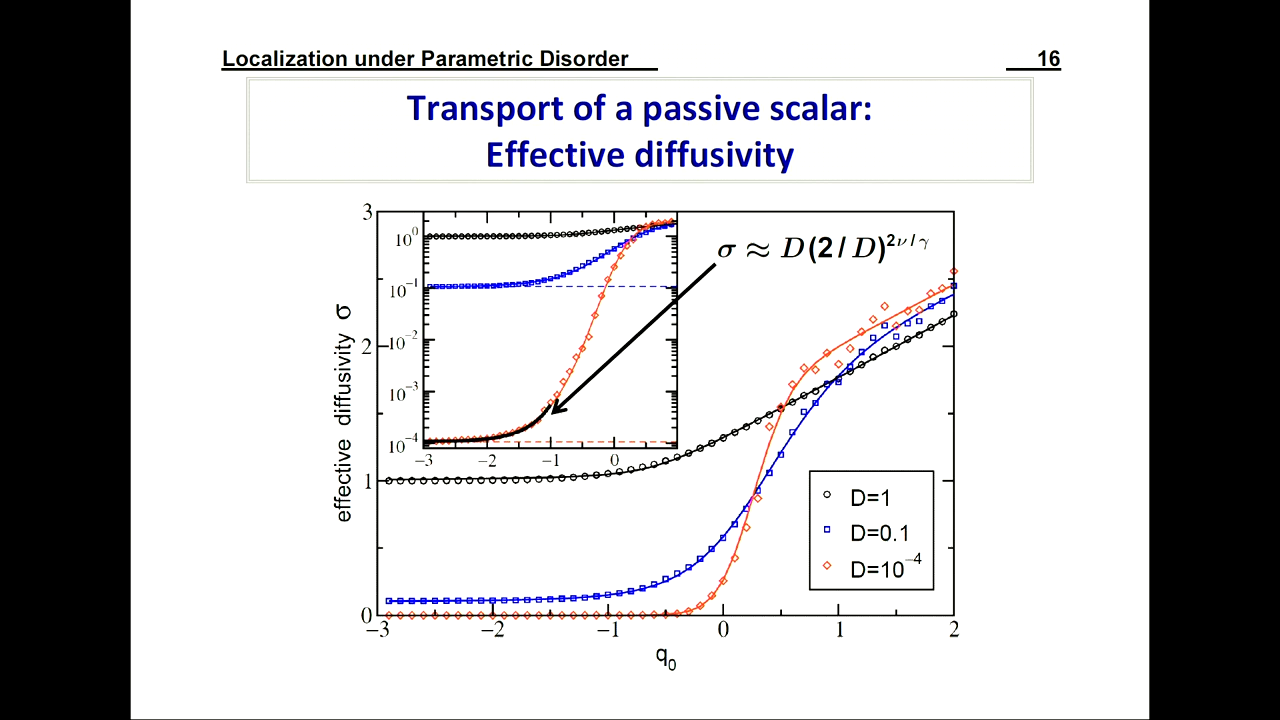 Localization under Parametric Disorder 16
Transport of a passive scalar:
Effective diffusivity
σ ≈ D(2/D)^{2ν/γ}
effective diffusivity σ
3
2
1
0
−3 −2 −1 0 1 2
q₀
10⁰
10⁻¹
10⁻²
10⁻³
10⁻⁴
−3 −2 −1 0
D=1
D=0.1
D=10⁻⁴